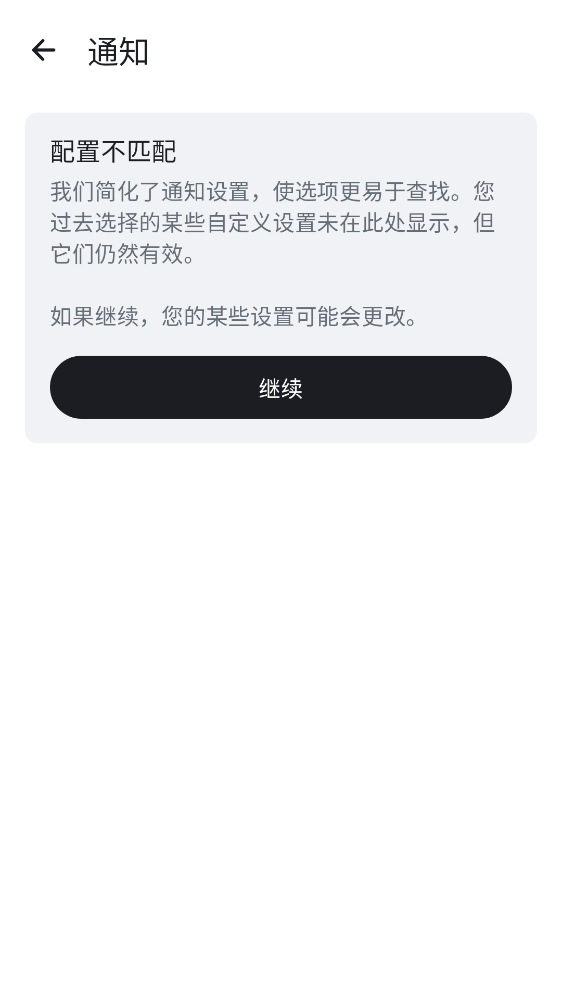 通知
配置不匹配
我们简化了通知设置，使选项更易于查找。您
过去选择的某些自定义设置未在此处显示，但
它们仍然有效。
如果继续，您的某些设置可能会更改。
继续